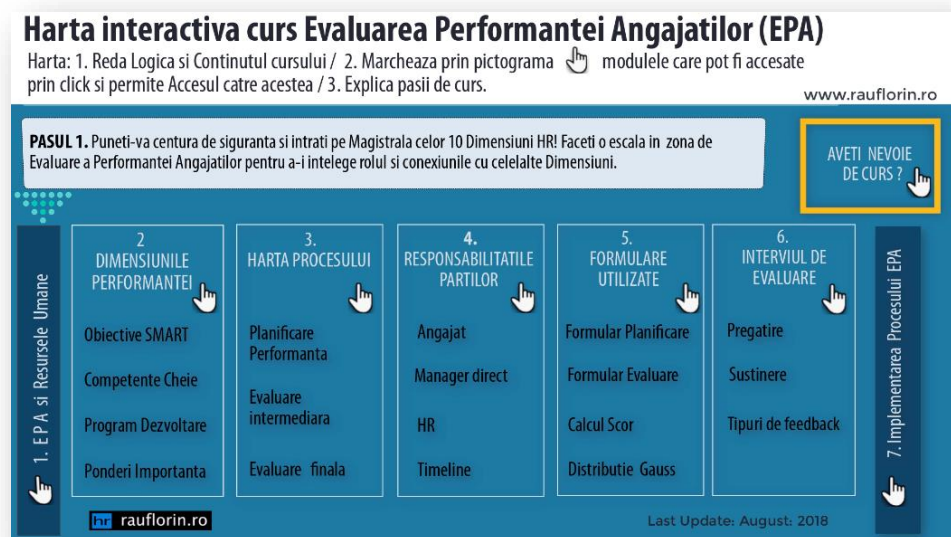 Harta interactiva curs Evaluarea Performantei Angajatilor (EPA)
Harta: 1. Reda Logica si Continutul cursului / 2. Marcheaza prin pictograma modulele care pot fi accesate
prin click si permite Accesul catre acestea / 3. Explica pasii de curs.
www.rauflorin.ro
PASUL 1. Puneti-va centura de siguranta si intrati pe Magistrala celor 10 Dimensiuni HR! Faceti o escala in zona de
Evaluare a Performantei Angajatilor pentru a-i intelege rolul si conexiunile cu celelalte Dimensiuni.
AVETI NEVOIE
DE CURS ?
1. E P A si Resursele Umane
2
DIMENSIUNILE
PERFORMANTEI
Obiective SMART
Competente Cheie
Program Dezvoltare
Ponderi Importanta
3.
HARTA PROCESULUI
Planificare
Performanta
Evaluare
intermediara
Evaluare finala
4.
RESPONSABILITATILE
PARTILOR
Angajat
Manager direct
HR
Timeline
5.
FORMULARE
UTILIZATE
Formular Planificare
Formular Evaluare
Calcul Scor
Distributie Gauss
6.
INTERVIUL DE
EVALUARE
Pregatire
Sustinere
Tipuri de feedback
7. Implementarea Procesului EPA
hr rauflorin.ro
Last Update: August: 2018